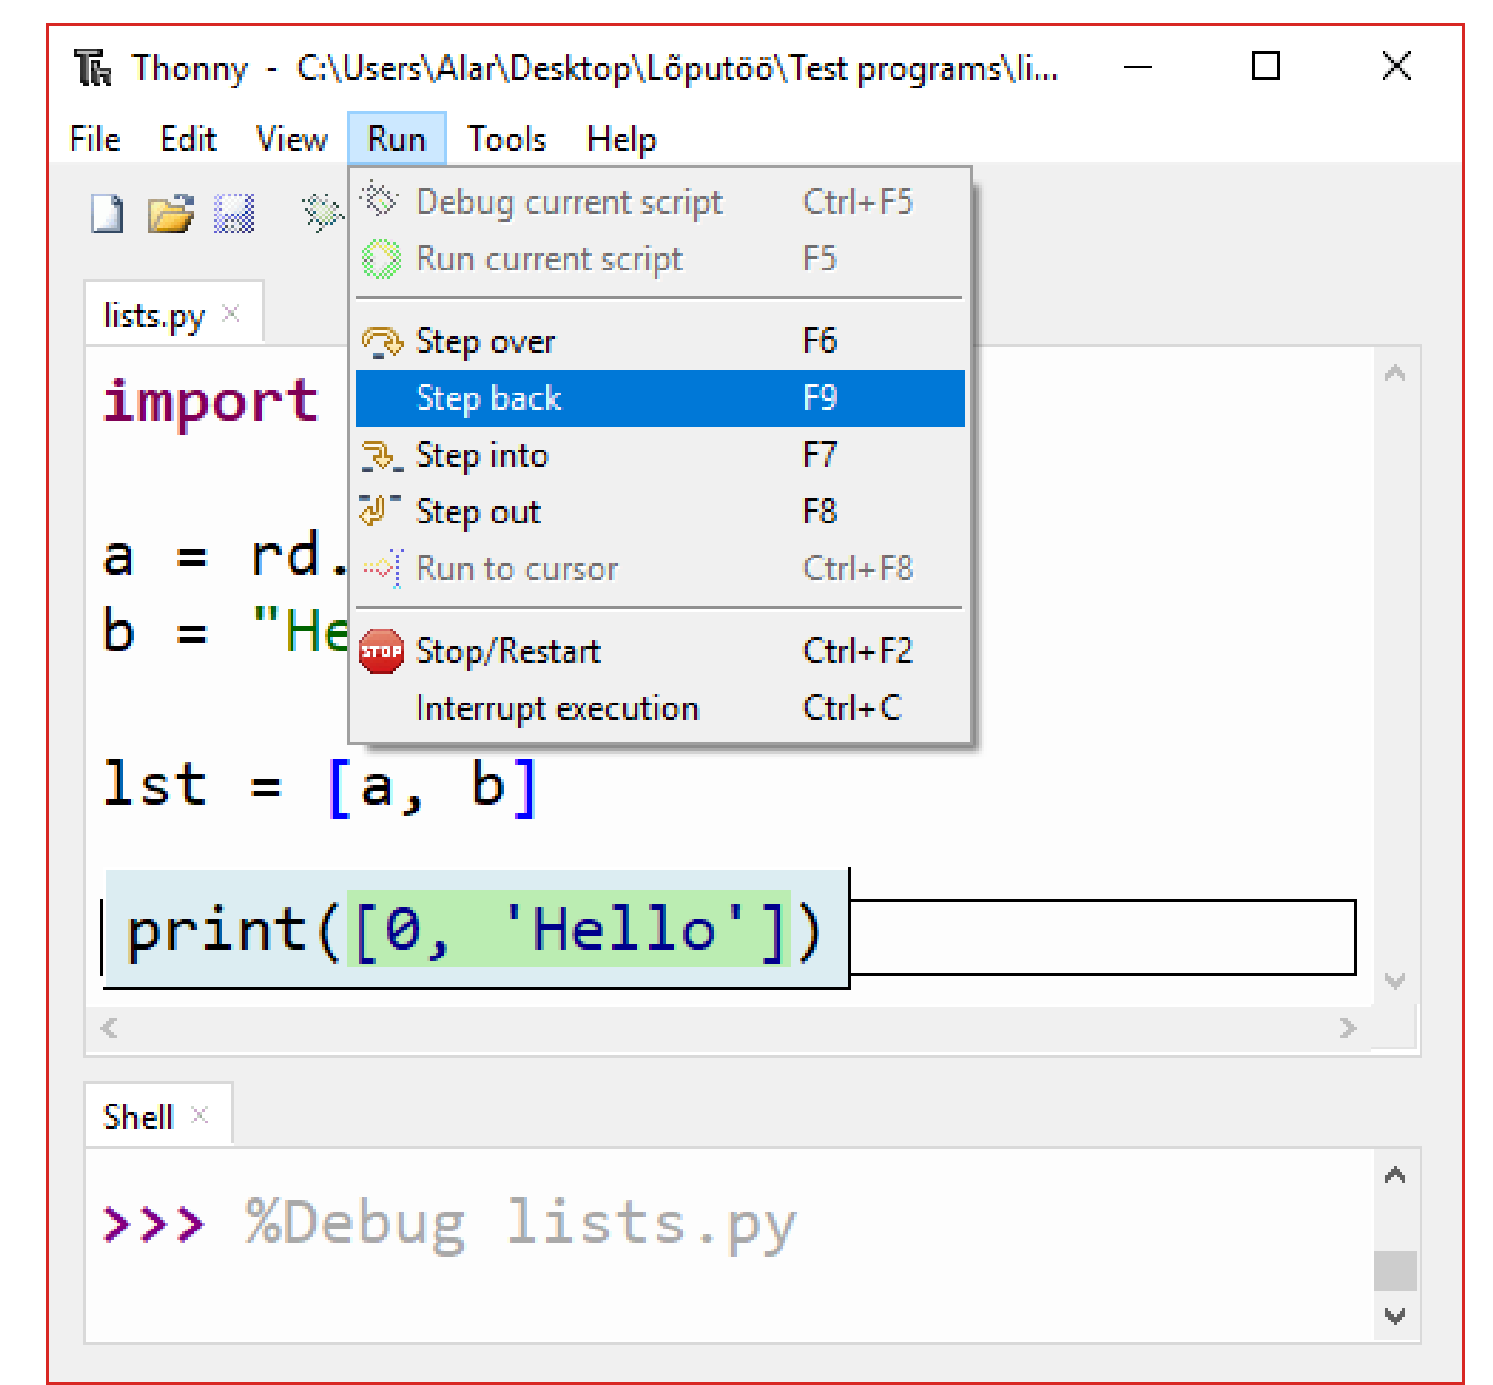 Thonny - C:\Users\Alar\Desktop\Lõputöö\Test programs\li...
File Edit View Run Tools Help
Debug current script Ctrl+F5
Run current script F5
Step over F6
Step back F9
Step into F7
Step out F8
Run to cursor Ctrl+F8
STOP Stop/Restart Ctrl+F2
Interrupt execution Ctrl+C
lists.py
import
a = rd.
b = "He
lst = [a, b]
print([0, 'Hello'])
Shell
>>> %Debug lists.py